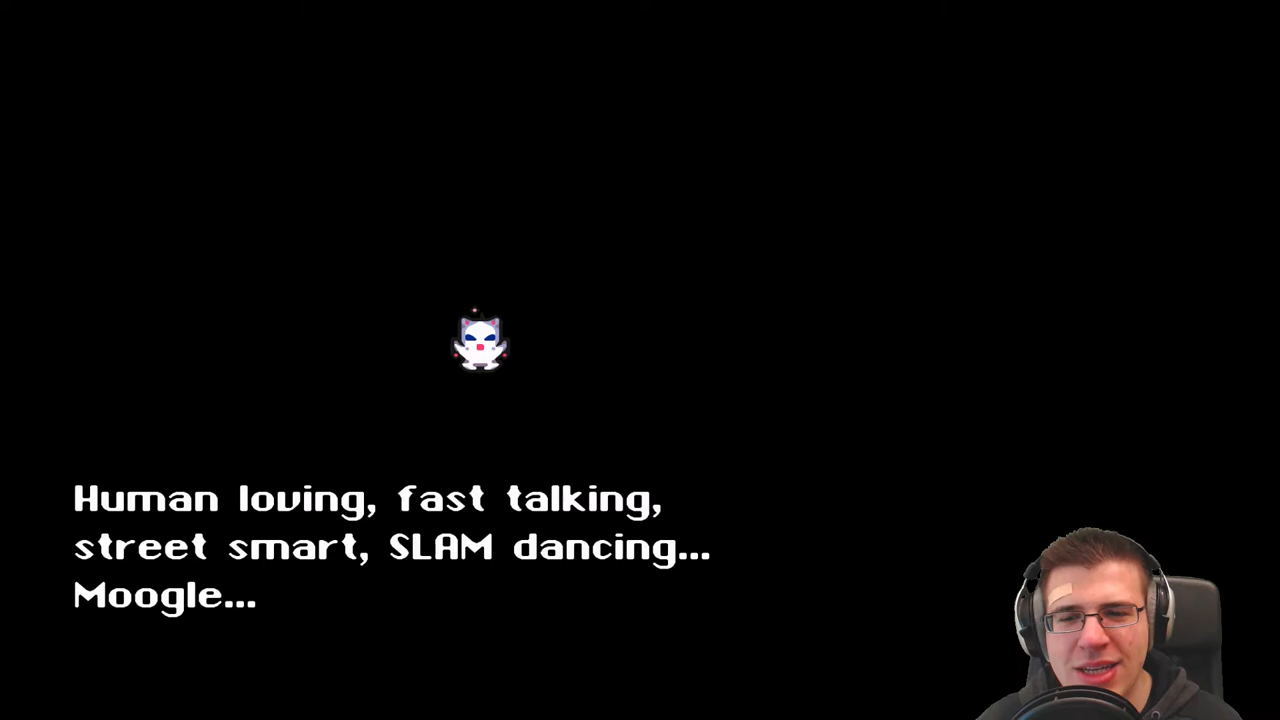 Human loving, fast talking,
street smart, SLAM dancing...
Moogle...